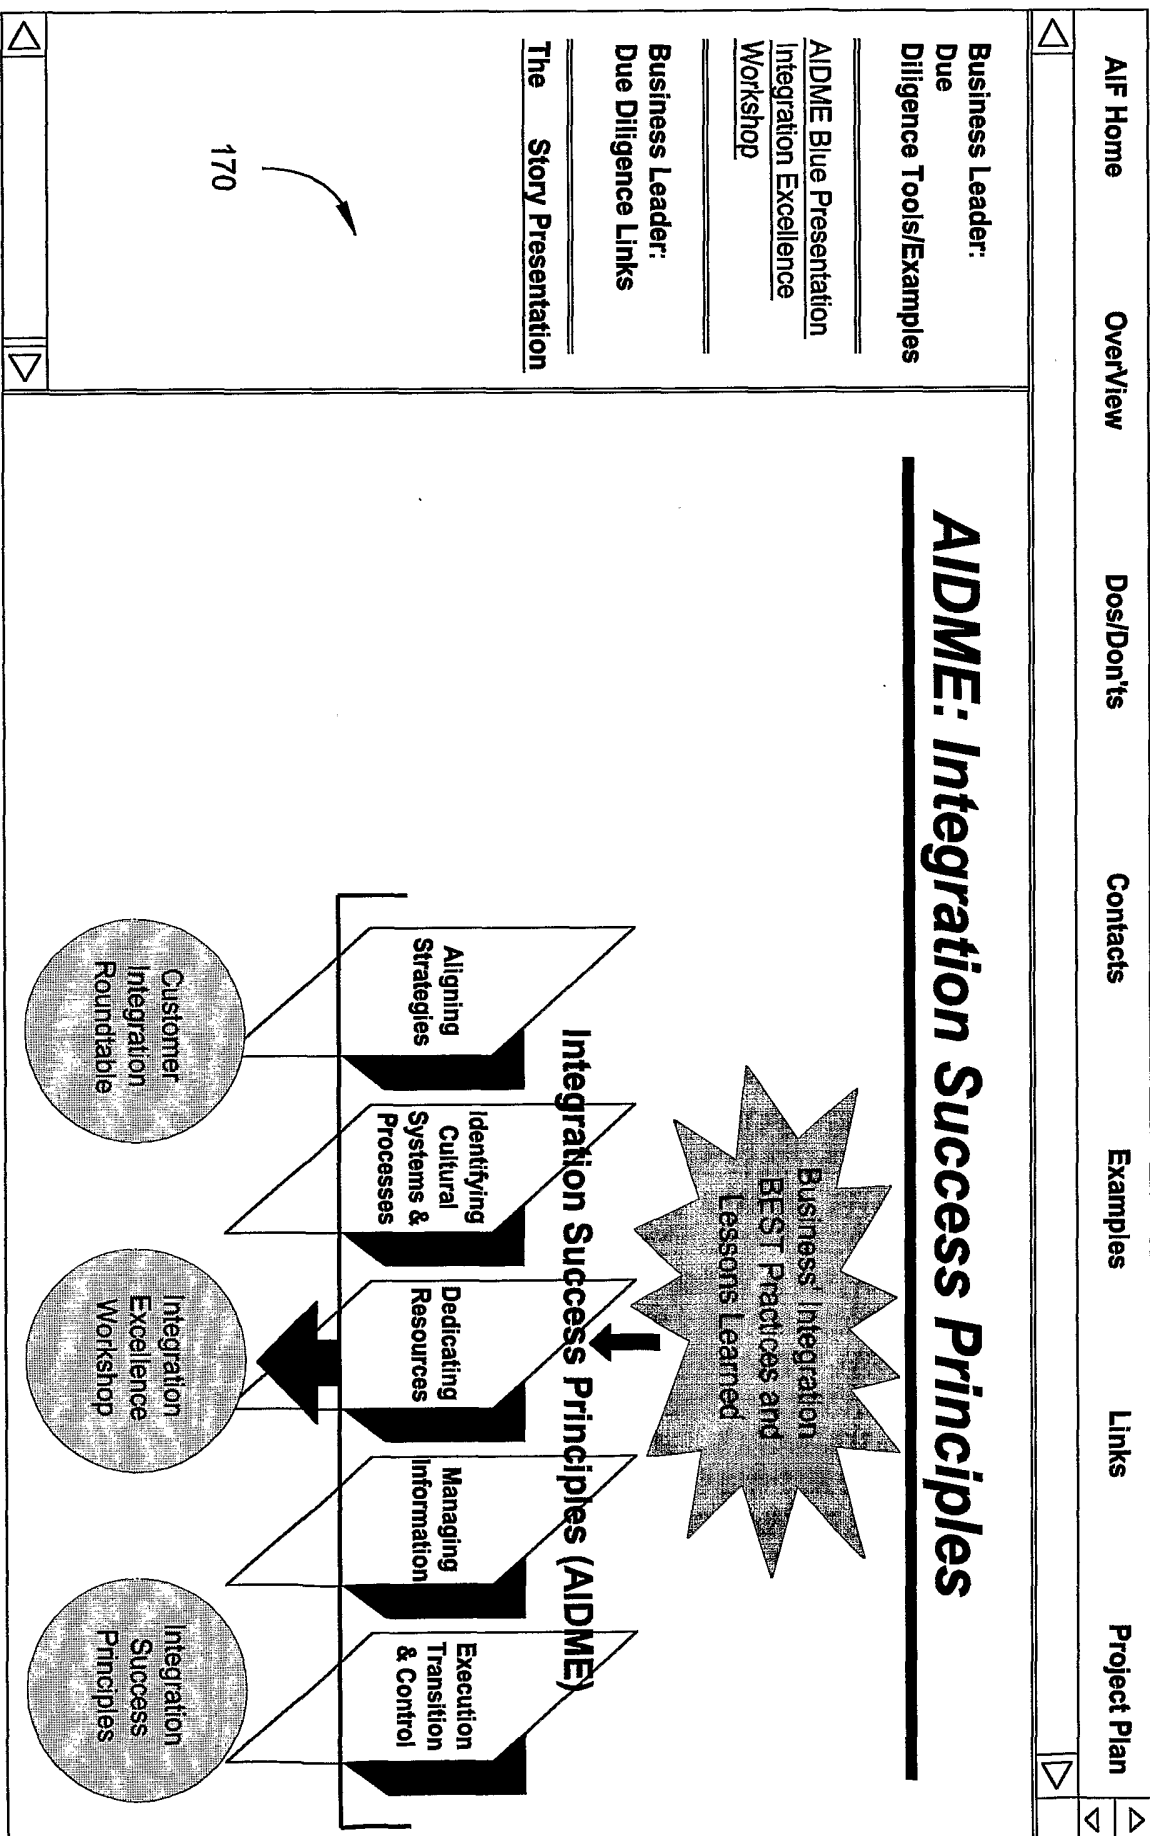 AIF Home OverView Dos/Don'ts Contacts Examples Links Project Plan
Business Leader:
Due
Diligence Tools/Examples
AIDME Blue Presentation
Integration Excellence
Workshop
Business Leader:
Due Diligence Links
The Story Presentation
170
AIDME: Integration Success Principles
Business' Integration
BEST Practices and
Lessons Learned
Integration Success Principles (AIDME)
Aligning
Strategies
Identifying
Cultural
Systems &
Processes
Dedicating
Resources
Managing
Information
Execution
Transition
& Control
Customer
Integration
Roundtable
Integration
Excellence
Workshop
Integration
Success
Principles